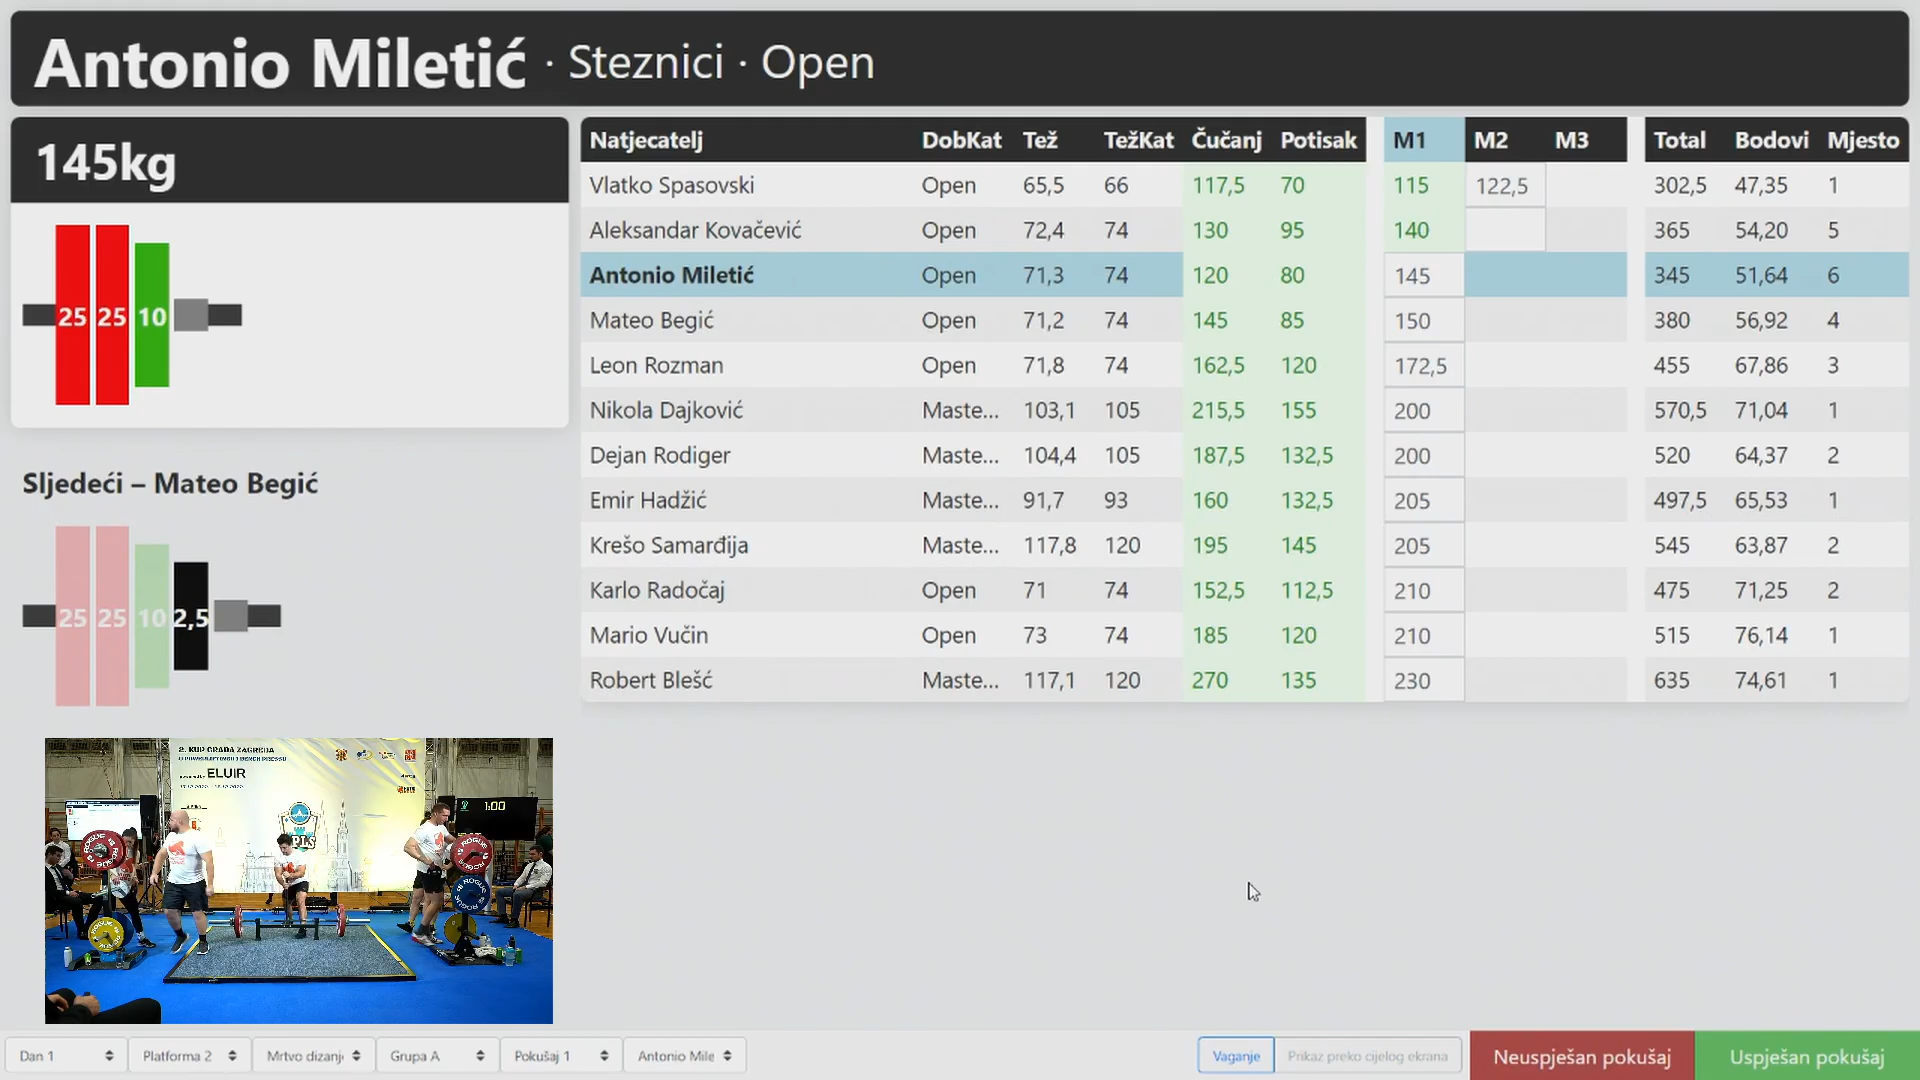 Antonio Miletić · Steznici · Open
145kg
25 25 10
Sljedeći – Mateo Begić
25 25 10 2,5
Natjecatelj DobKat Tež TežKat Čučanj Potisak M1 M2 M3 Total Bodovi Mjesto
Vlatko Spasovski Open 65,5 66 117,5 70 115 122,5 302,5 47,35 1
Aleksandar Kovačević Open 72,4 74 130 95 140 365 54,20 5
Antonio Miletić Open 71,3 74 120 80 145 345 51,64 6
Mateo Begić Open 71,2 74 145 85 150 380 56,92 4
Leon Rozman Open 71,8 74 162,5 120 172,5 455 67,86 3
Nikola Dajković Maste... 103,1 105 215,5 155 200 570,5 71,04 1
Dejan Rodiger Maste... 104,4 105 187,5 132,5 200 520 64,37 2
Emir Hadžić Maste... 91,7 93 160 132,5 205 497,5 65,53 1
Krešo Samarđija Maste... 117,8 120 195 145 205 545 63,87 2
Karlo Radočaj Open 71 74 152,5 112,5 210 475 71,25 2
Mario Vučin Open 73 74 185 120 210 515 76,14 1
Robert Blešć Maste... 117,1 120 270 135 230 635 74,61 1
2. KUP GRADA ZAGREBA
U POWERLIFTINGU I BENCH PRESSU
ELUIR
1:00
ROGUE
ROGUE
ROGUE
Dan 1 Platforma 2 Mrtvo dizanj Grupa A Pokušaj 1 Antonio Mile Vaganje Prikaz preko cijelog ekrana Neuspješan pokušaj Uspješan pokušaj